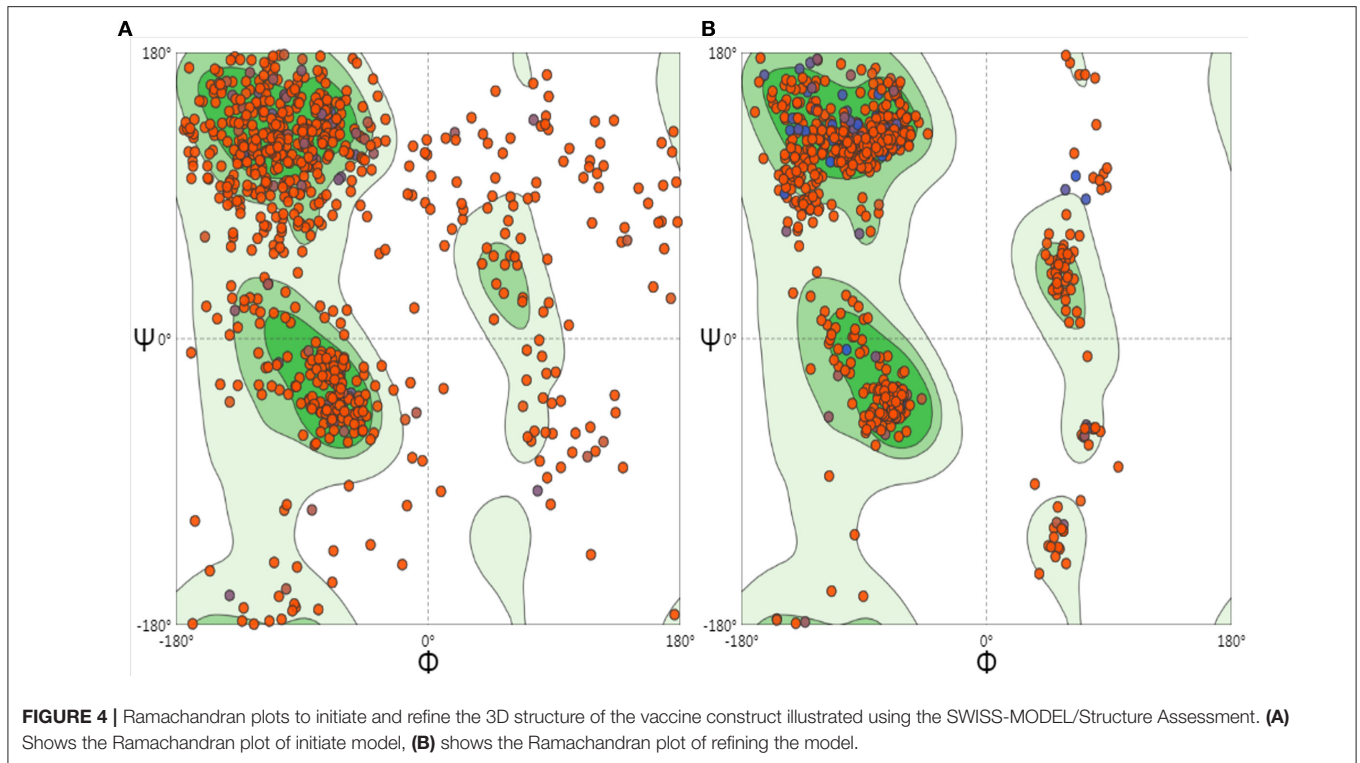 A
B
180°
180°
Ψ 0°
Ψ 0°
-180°
-180°
-180°
0°
180°
-180°
0°
180°
Φ
Φ
FIGURE 4 | Ramachandran plots to initiate and refine the 3D structure of the vaccine construct illustrated using the SWISS-MODEL/Structure Assessment. (A)
Shows the Ramachandran plot of initiate model, (B) shows the Ramachandran plot of refining the model.